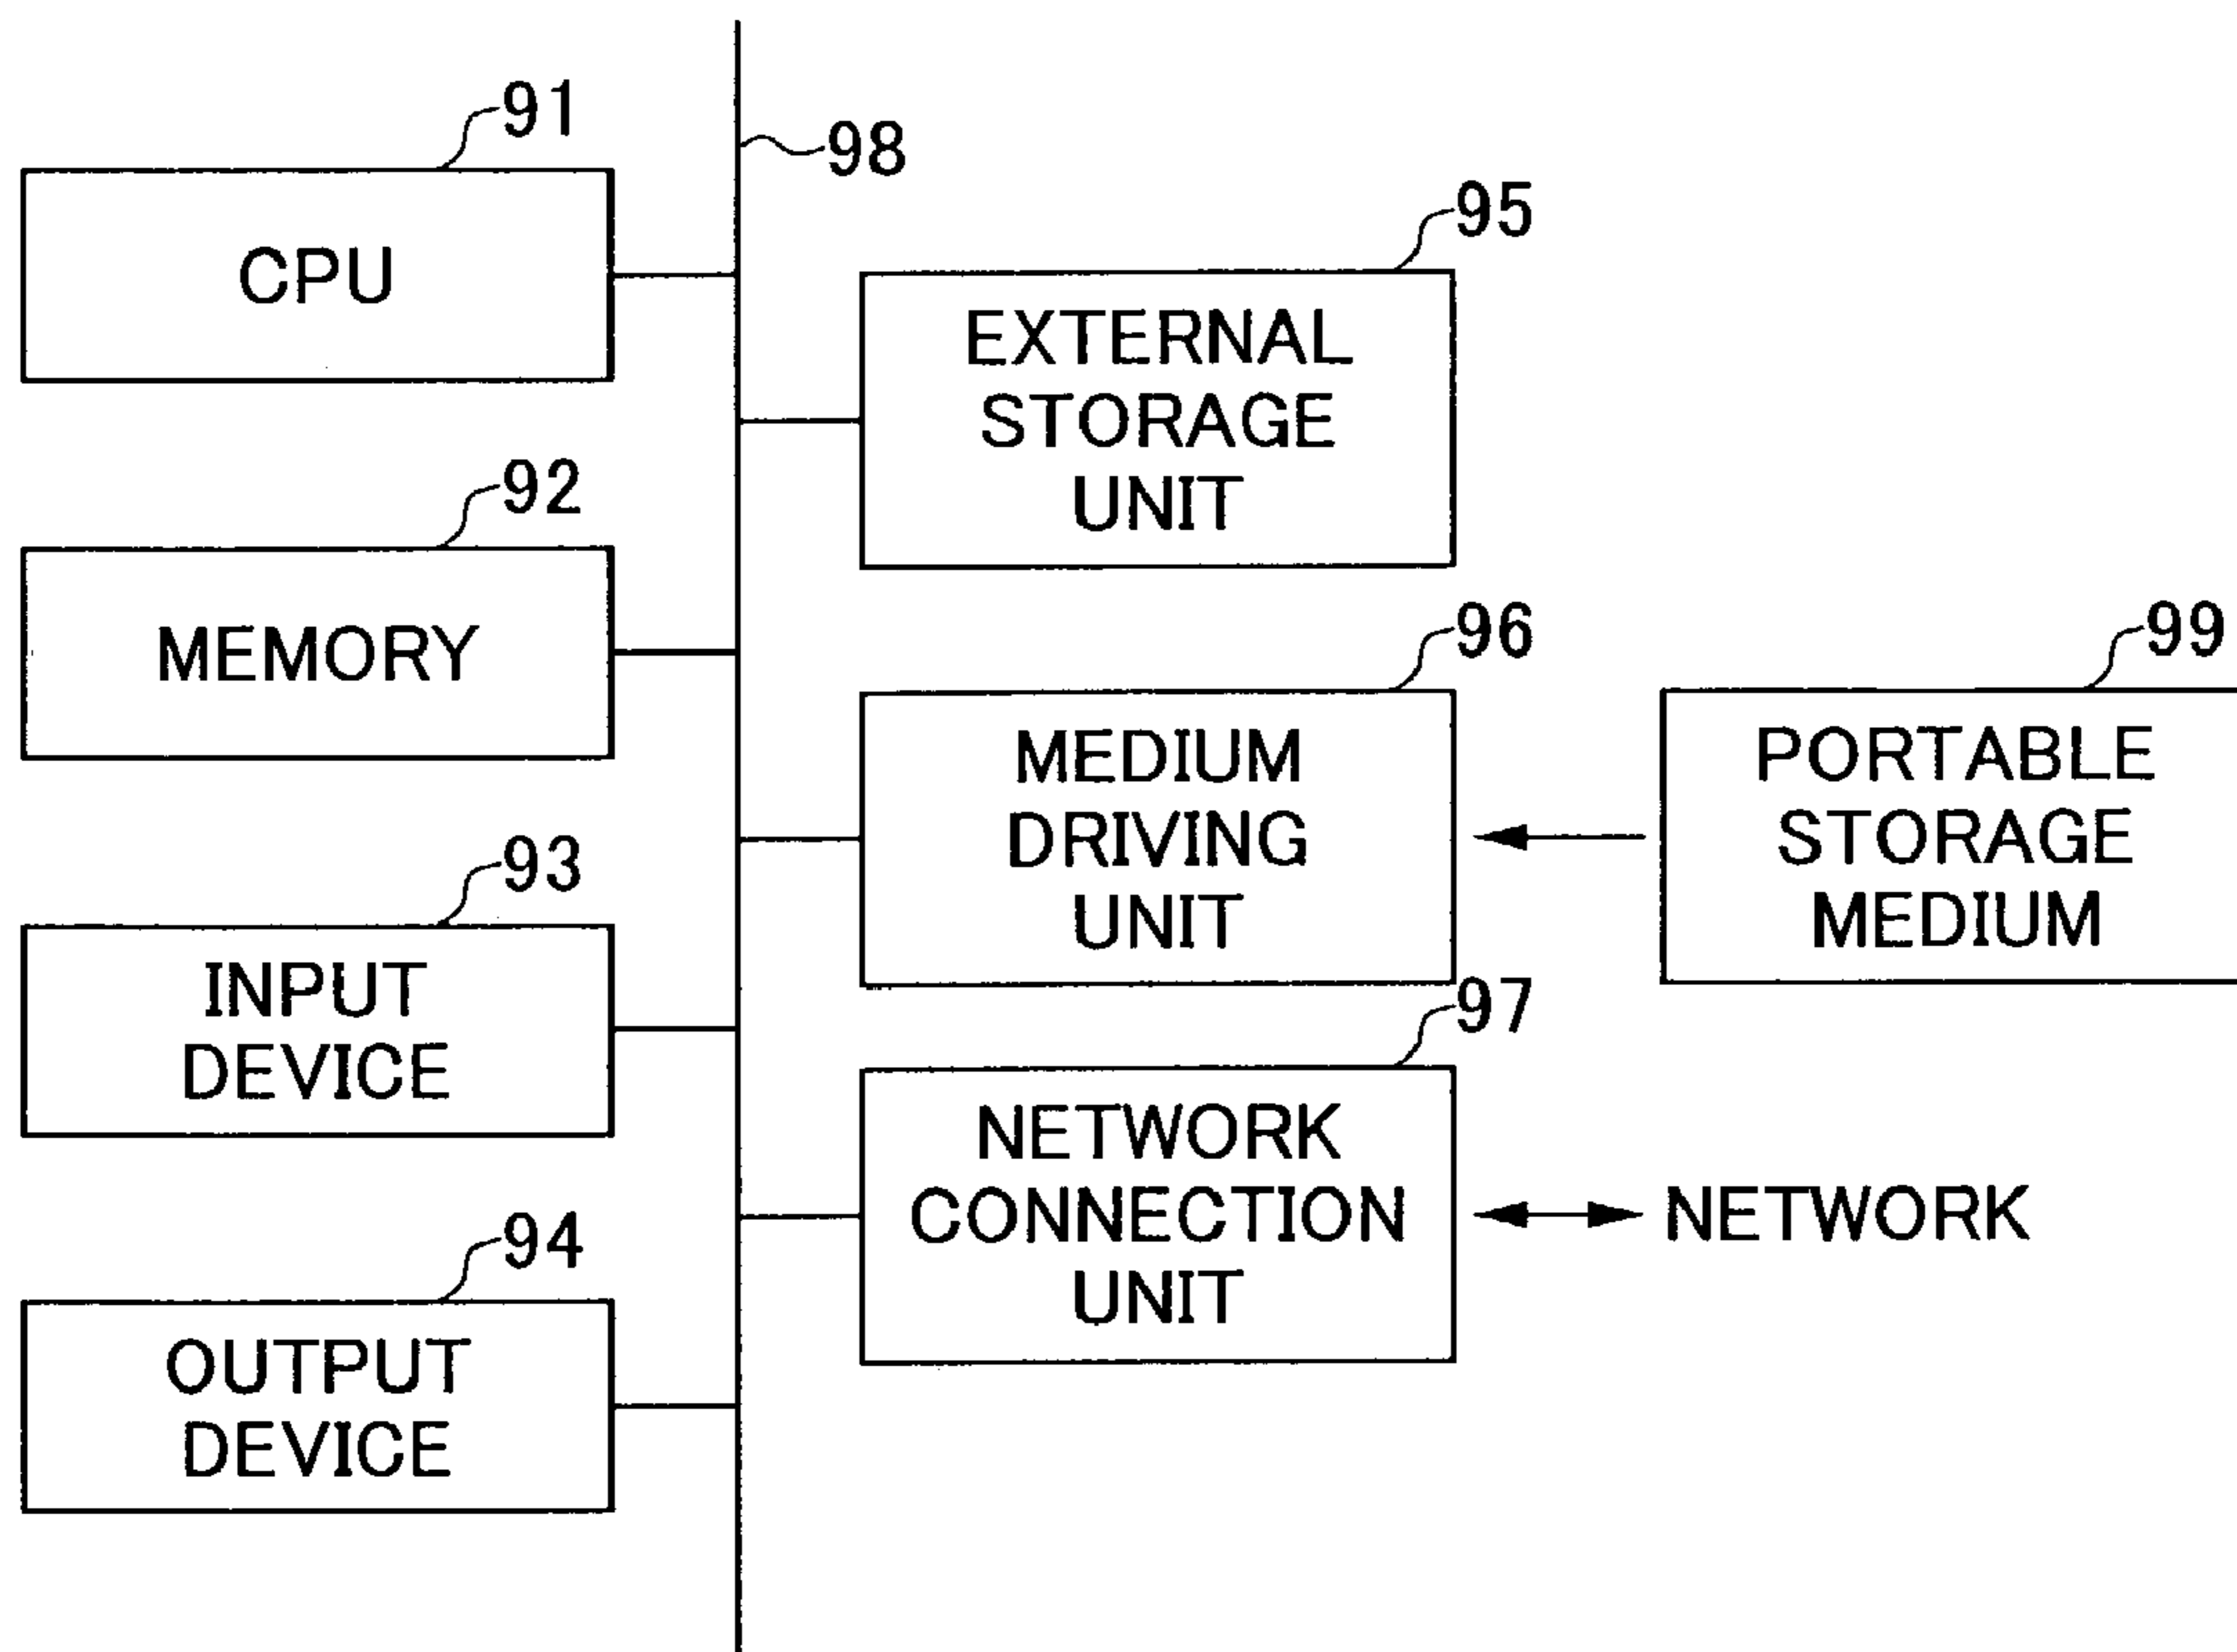 91
CPU
98
95
EXTERNAL
STORAGE
UNIT
92
MEMORY
96
MEDIUM
DRIVING
UNIT
99
PORTABLE
STORAGE
MEDIUM
93
INPUT
DEVICE
97
NETWORK
CONNECTION
UNIT
NETWORK
94
OUTPUT
DEVICE